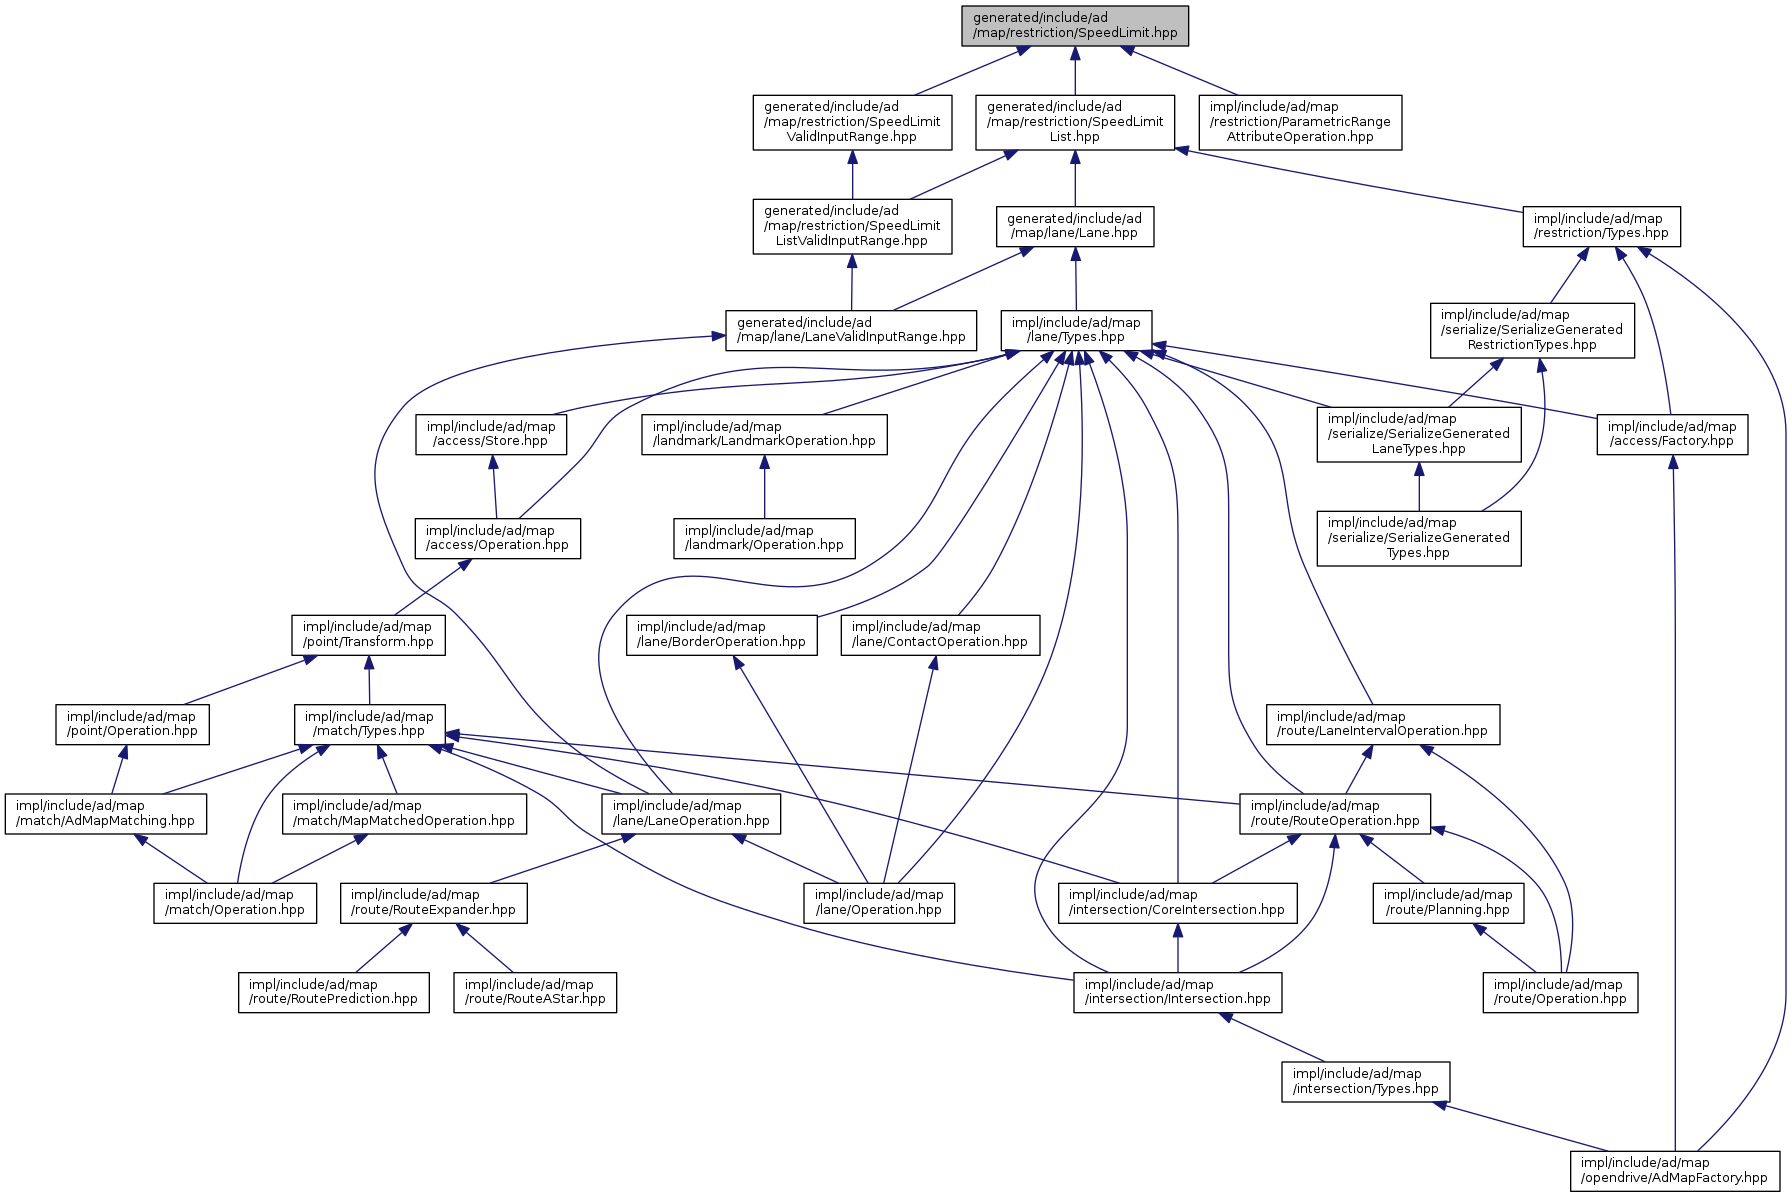 generated/include/ad
/map/restriction/SpeedLimit.hpp
generated/include/ad
/map/restriction/SpeedLimit
ValidInputRange.hpp
generated/include/ad
/map/restriction/SpeedLimit
List.hpp
impl/include/ad/map
/restriction/ParametricRange
AttributeOperation.hpp
generated/include/ad
/map/restriction/SpeedLimit
ListValidInputRange.hpp
generated/include/ad
/map/lane/Lane.hpp
impl/include/ad/map
/restriction/Types.hpp
generated/include/ad
/map/lane/LaneValidInputRange.hpp
impl/include/ad/map
/lane/Types.hpp
impl/include/ad/map
/serialize/SerializeGenerated
RestrictionTypes.hpp
impl/include/ad/map
/access/Store.hpp
impl/include/ad/map
/landmark/LandmarkOperation.hpp
impl/include/ad/map
/serialize/SerializeGenerated
LaneTypes.hpp
impl/include/ad/map
/access/Factory.hpp
impl/include/ad/map
/access/Operation.hpp
impl/include/ad/map
/landmark/Operation.hpp
impl/include/ad/map
/serialize/SerializeGenerated
Types.hpp
impl/include/ad/map
/point/Transform.hpp
impl/include/ad/map
/lane/BorderOperation.hpp
impl/include/ad/map
/lane/ContactOperation.hpp
impl/include/ad/map
/point/Operation.hpp
impl/include/ad/map
/match/Types.hpp
impl/include/ad/map
/route/LaneIntervalOperation.hpp
impl/include/ad/map
/match/AdMapMatching.hpp
impl/include/ad/map
/match/MapMatchedOperation.hpp
impl/include/ad/map
/lane/LaneOperation.hpp
impl/include/ad/map
/route/RouteOperation.hpp
impl/include/ad/map
/match/Operation.hpp
impl/include/ad/map
/route/RouteExpander.hpp
impl/include/ad/map
/lane/Operation.hpp
impl/include/ad/map
/intersection/CoreIntersection.hpp
impl/include/ad/map
/route/Planning.hpp
impl/include/ad/map
/route/RoutePrediction.hpp
impl/include/ad/map
/route/RouteAStar.hpp
impl/include/ad/map
/intersection/Intersection.hpp
impl/include/ad/map
/route/Operation.hpp
impl/include/ad/map
/intersection/Types.hpp
impl/include/ad/map
/opendrive/AdMapFactory.hpp